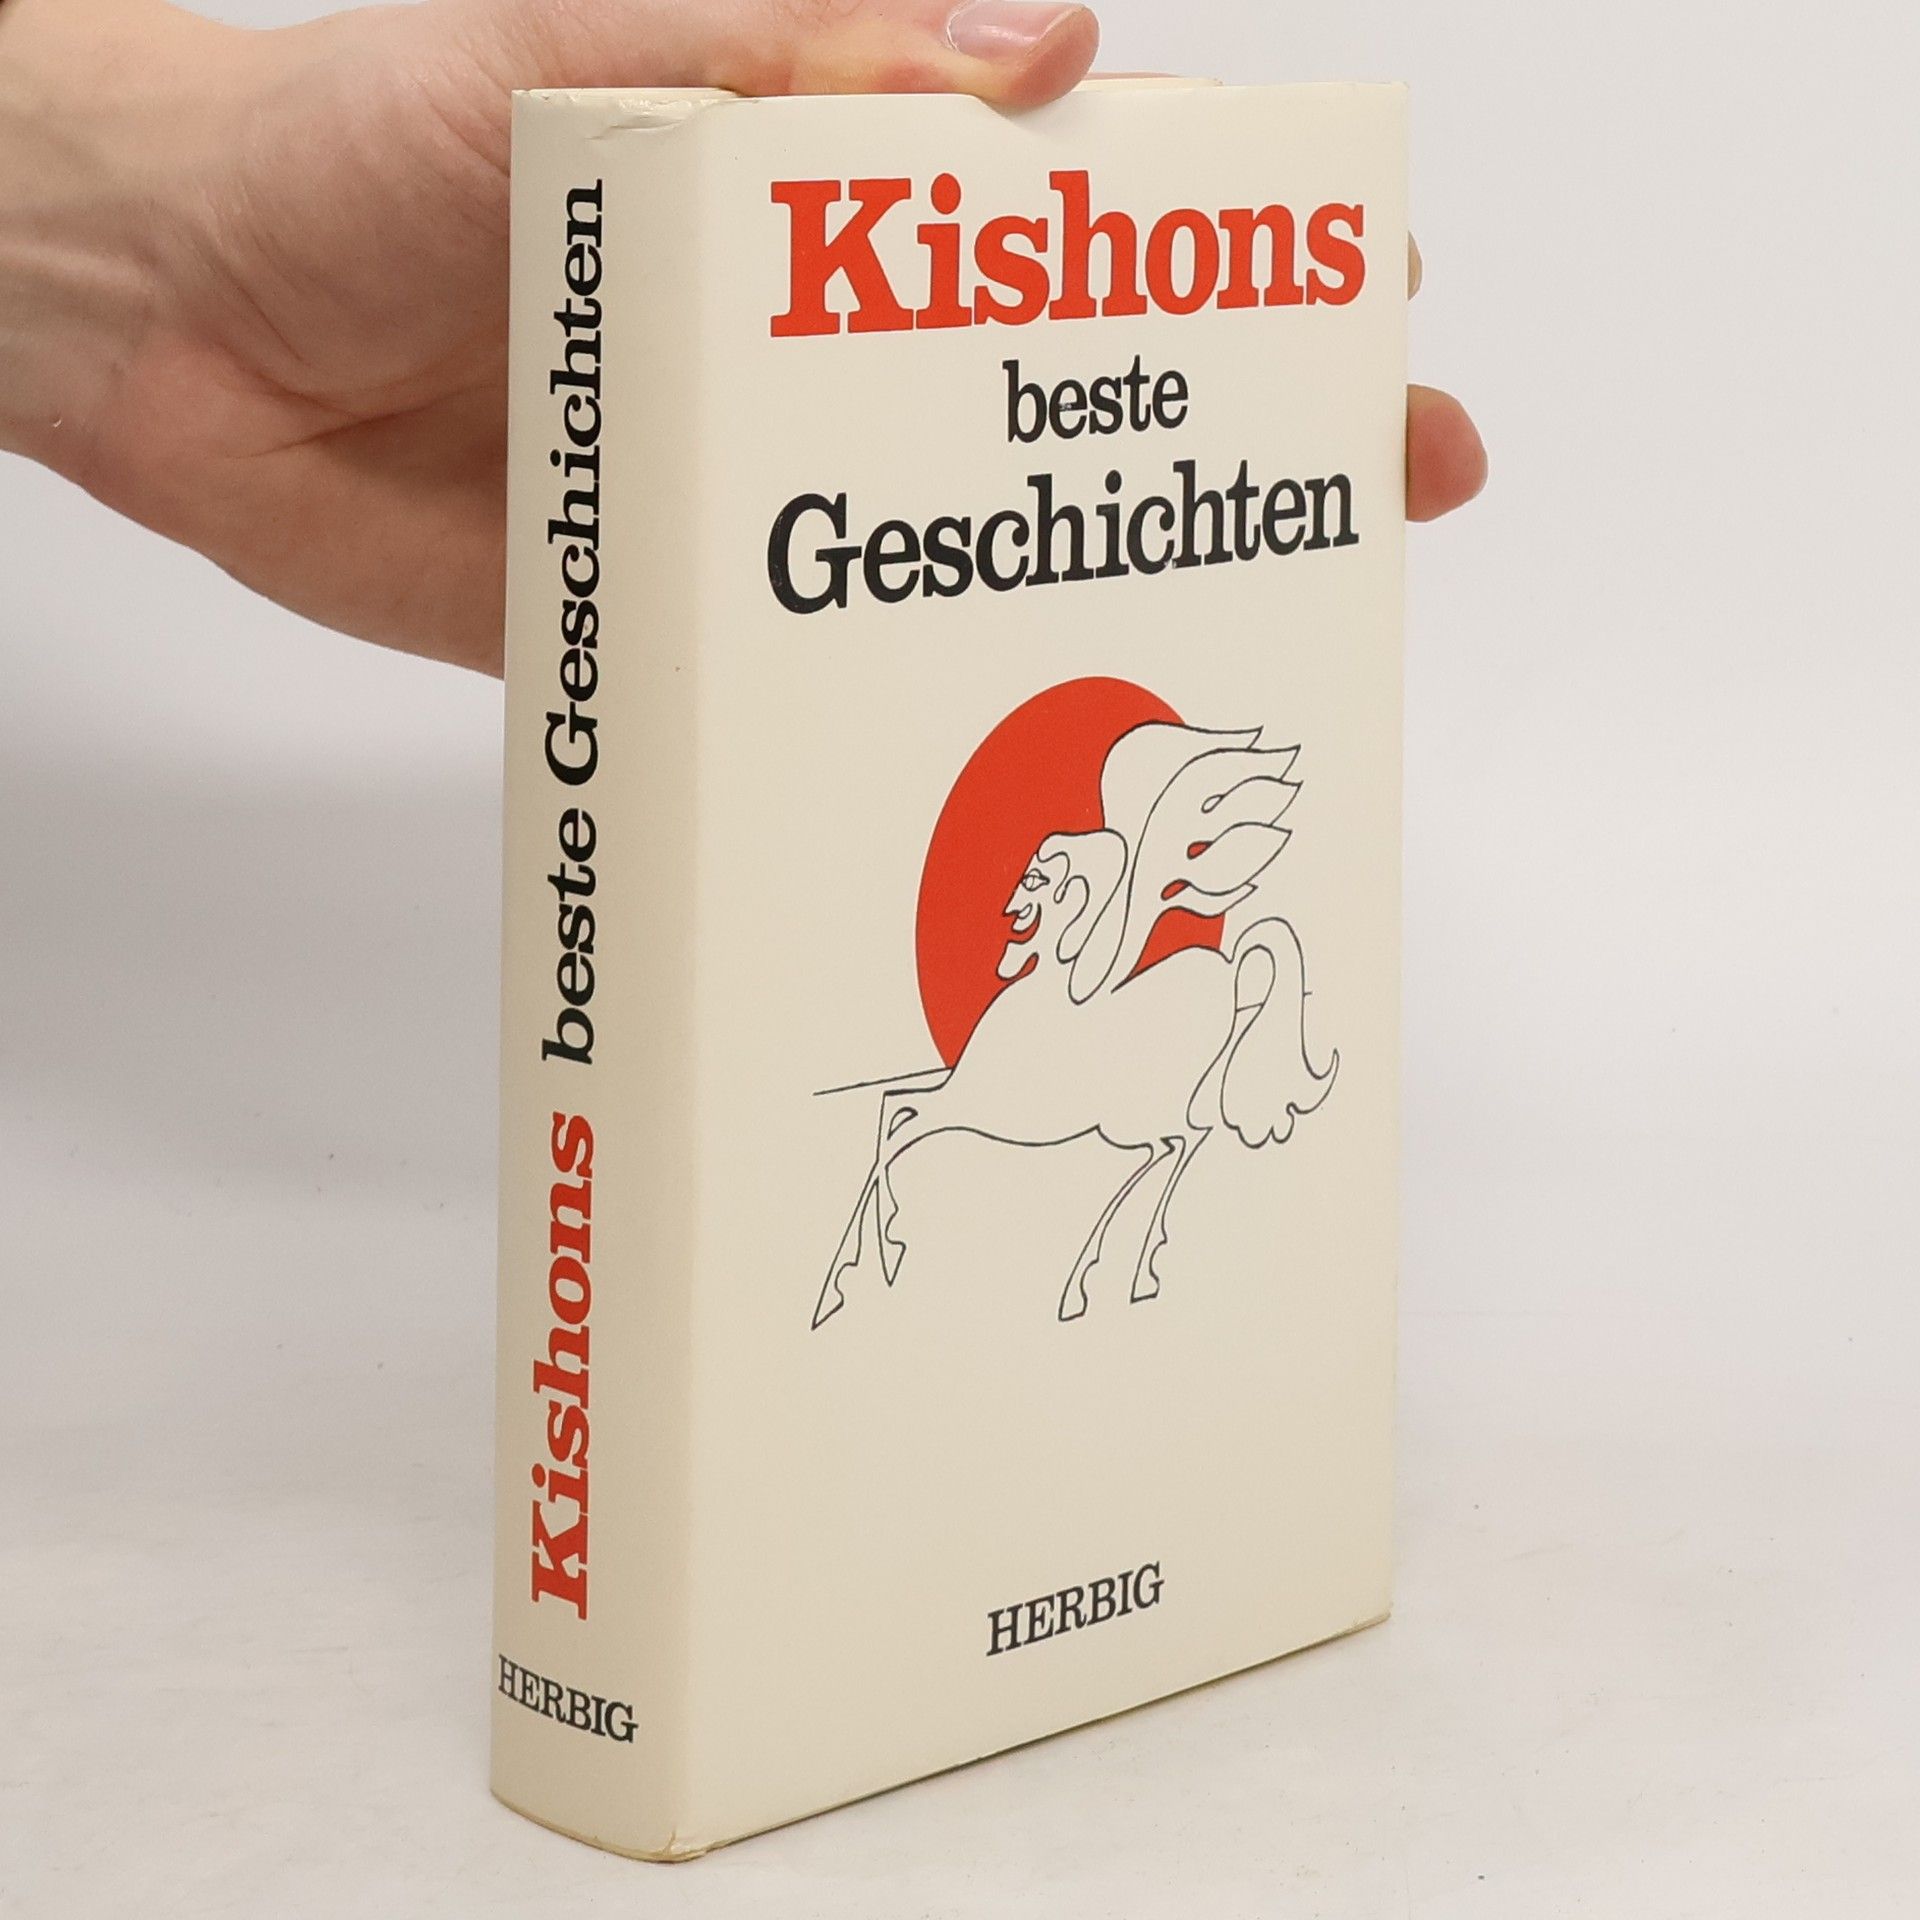 Kishons
beste
Geschichten
HERBIG
Kishons beste Geschichten
HERBIG